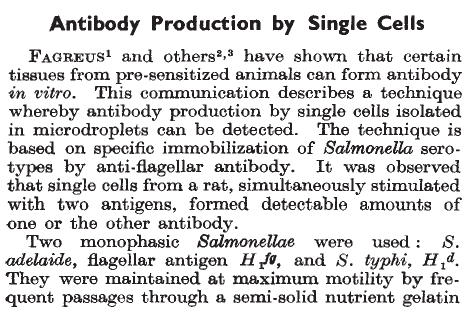 Antibody Production by Single Cells
FAGREUS¹ and others²,³ have shown that certain
tissues from pre-sensitized animals can form antibody
in vitro. This communication describes a technique
whereby antibody production by single cells isolated
in microdroplets can be detected. The technique is
based on specific immobilization of Salmonella sero-
types by anti-flagellar antibody. It was observed
that single cells from a rat, simultaneously stimulated
with two antigens, formed detectable amounts of
one or the other antibody.
Two monophasic Salmonellae were used : S.
adelaide, flagellar antigen H₁fg, and S. typhi, H₁d.
They were maintained at maximum motility by fre-
quent passages through a semi-solid nutrient gelatin